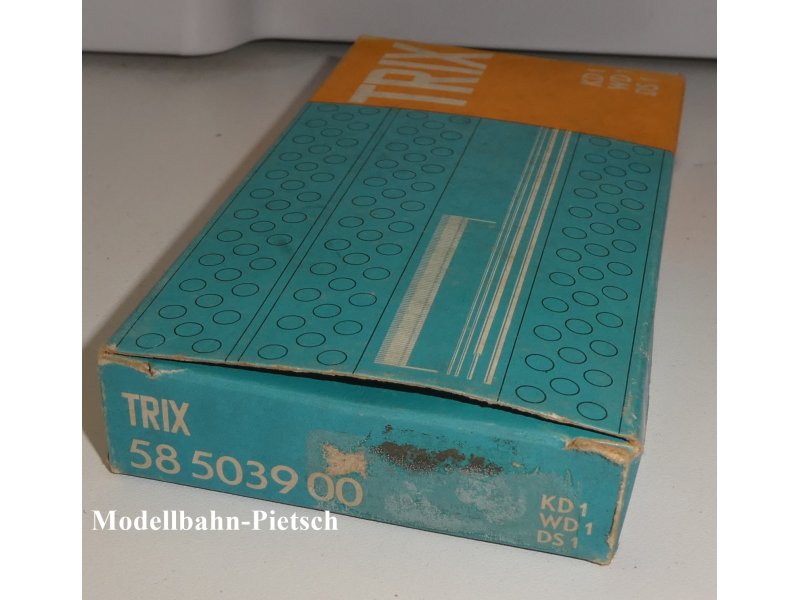 TRIX
KD 1
WD 1
DS 1
TRIX
58 5039 00
KD 1
WD 1
DS 1
Modellbahn-Pietsch